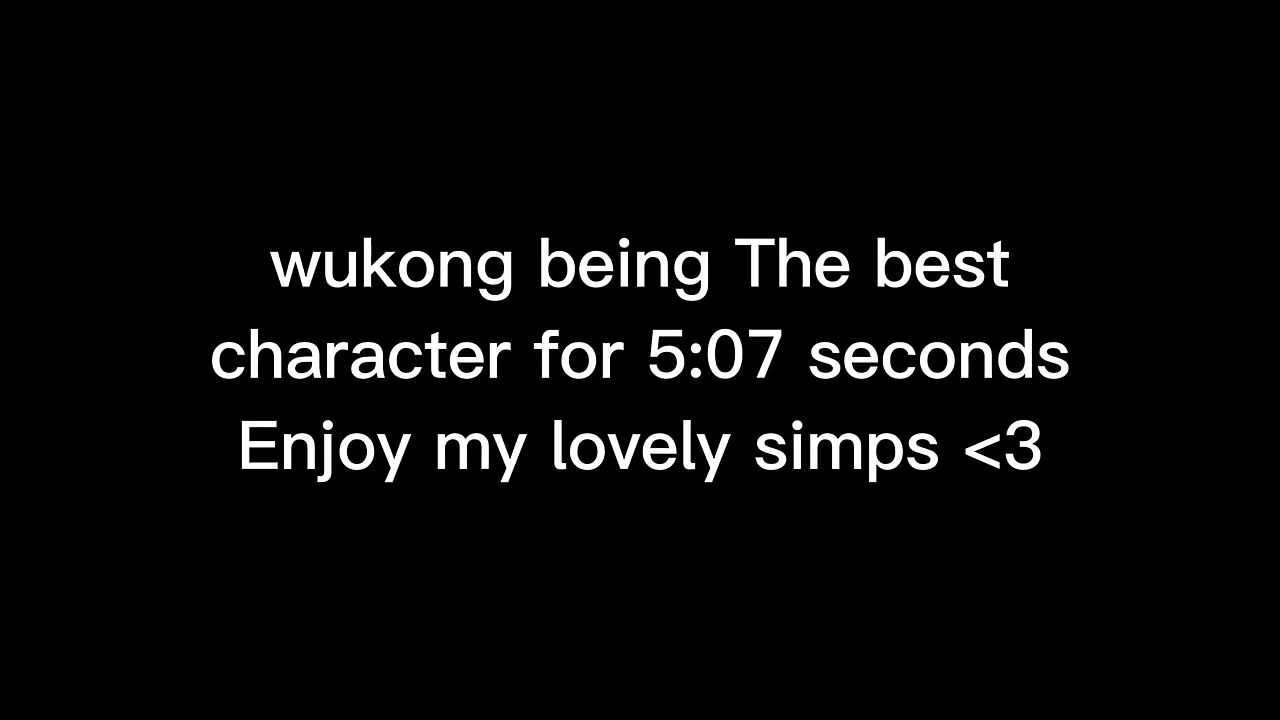 wukong being The best
character for 5:07 seconds
Enjoy my lovely simps <3